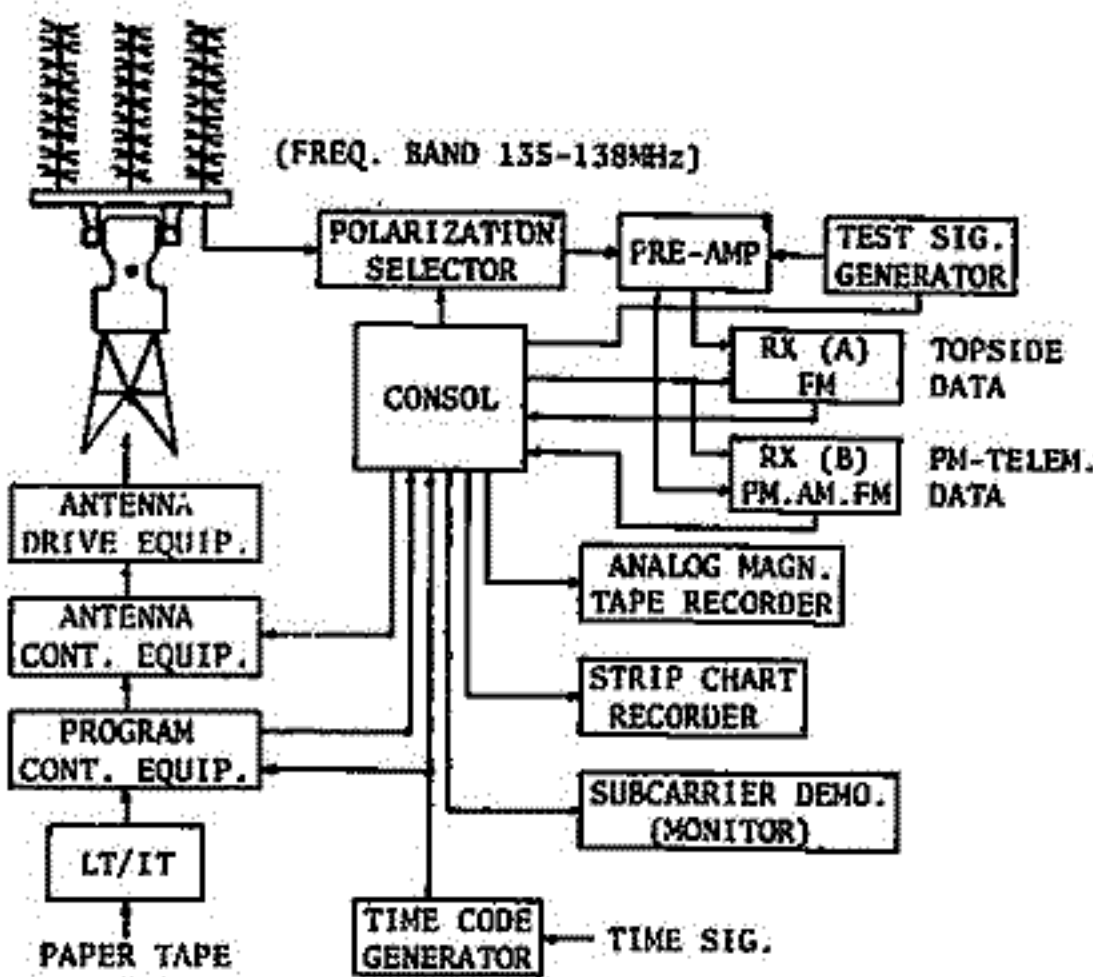 (FREQ. BAND 135-138MHz)
POLARIZATION
SELECTOR
PRE-AMP
TEST SIG.
GENERATOR
CONSOL
RX (A)
FM
TOPSIDE
DATA
RX (B)
PM.AM.FM
PM-TELEM.
DATA
ANTENNA
DRIVE EQUIP.
ANALOG MAGN.
TAPE RECORDER
ANTENNA
CONT. EQUIP.
STRIP CHART
RECORDER
PROGRAM
CONT. EQUIP.
SUBCARRIER DEMO.
(MONITOR)
LT/IT
PAPER TAPE
TIME CODE
GENERATOR
TIME SIG.